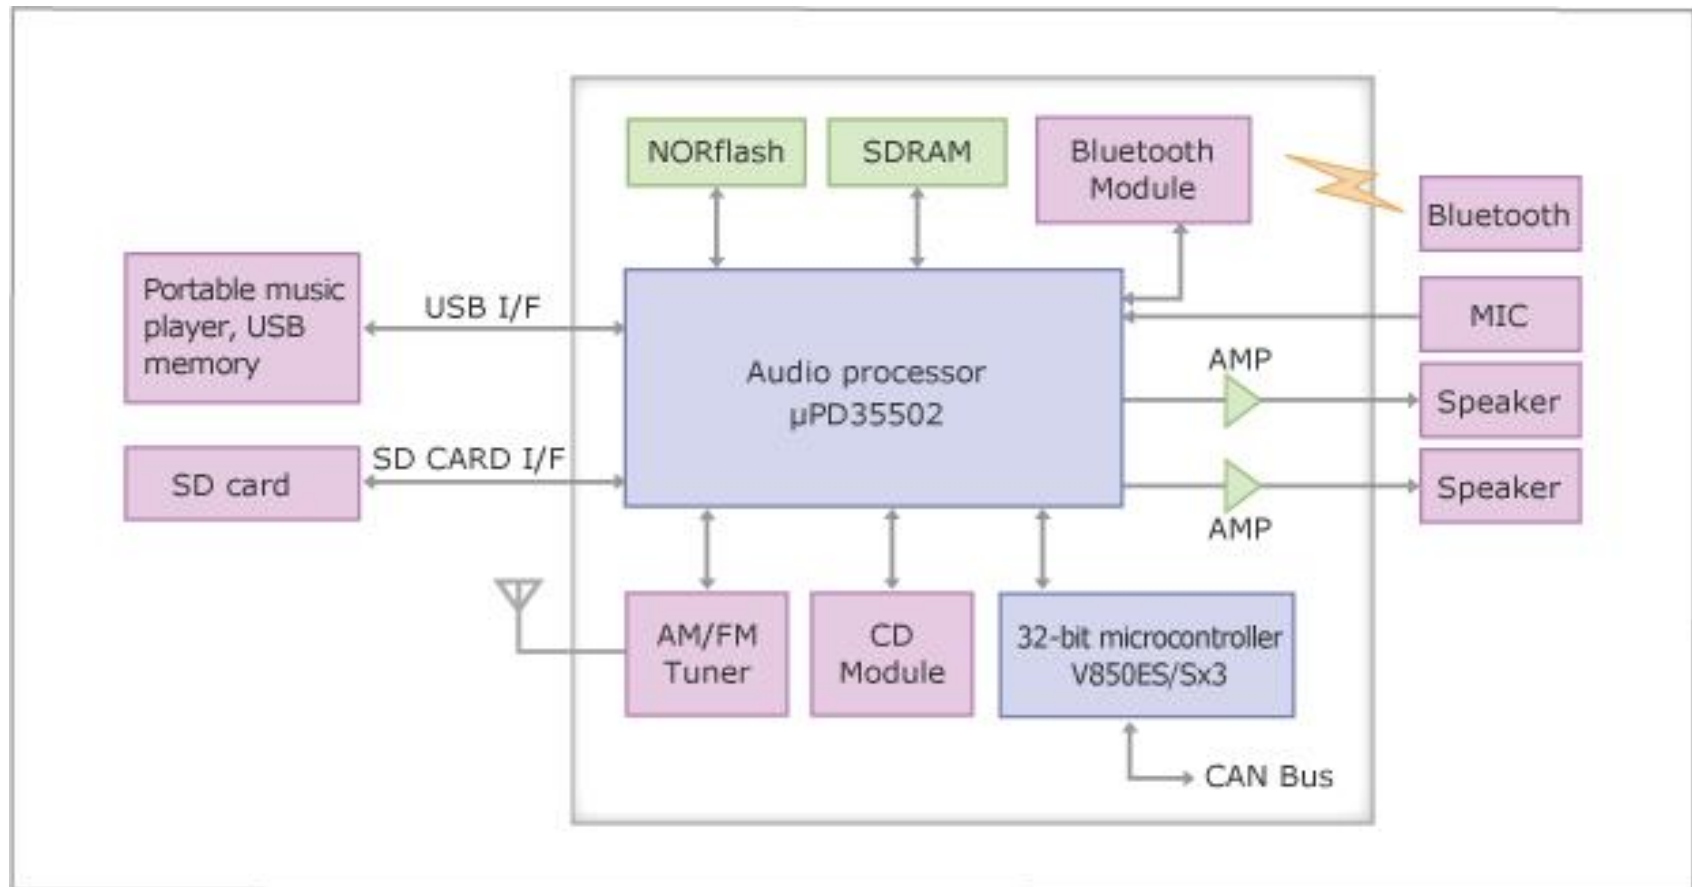 NORflash
SDRAM
Bluetooth
Module
Bluetooth
Portable music
player, USB
memory
USB I/F
MIC
Audio processor
µPD35502
AMP
Speaker
SD CARD I/F
SD card
Speaker
AMP
AM/FM
Tuner
CD
Module
32-bit microcontroller
V850ES/Sx3
CAN Bus